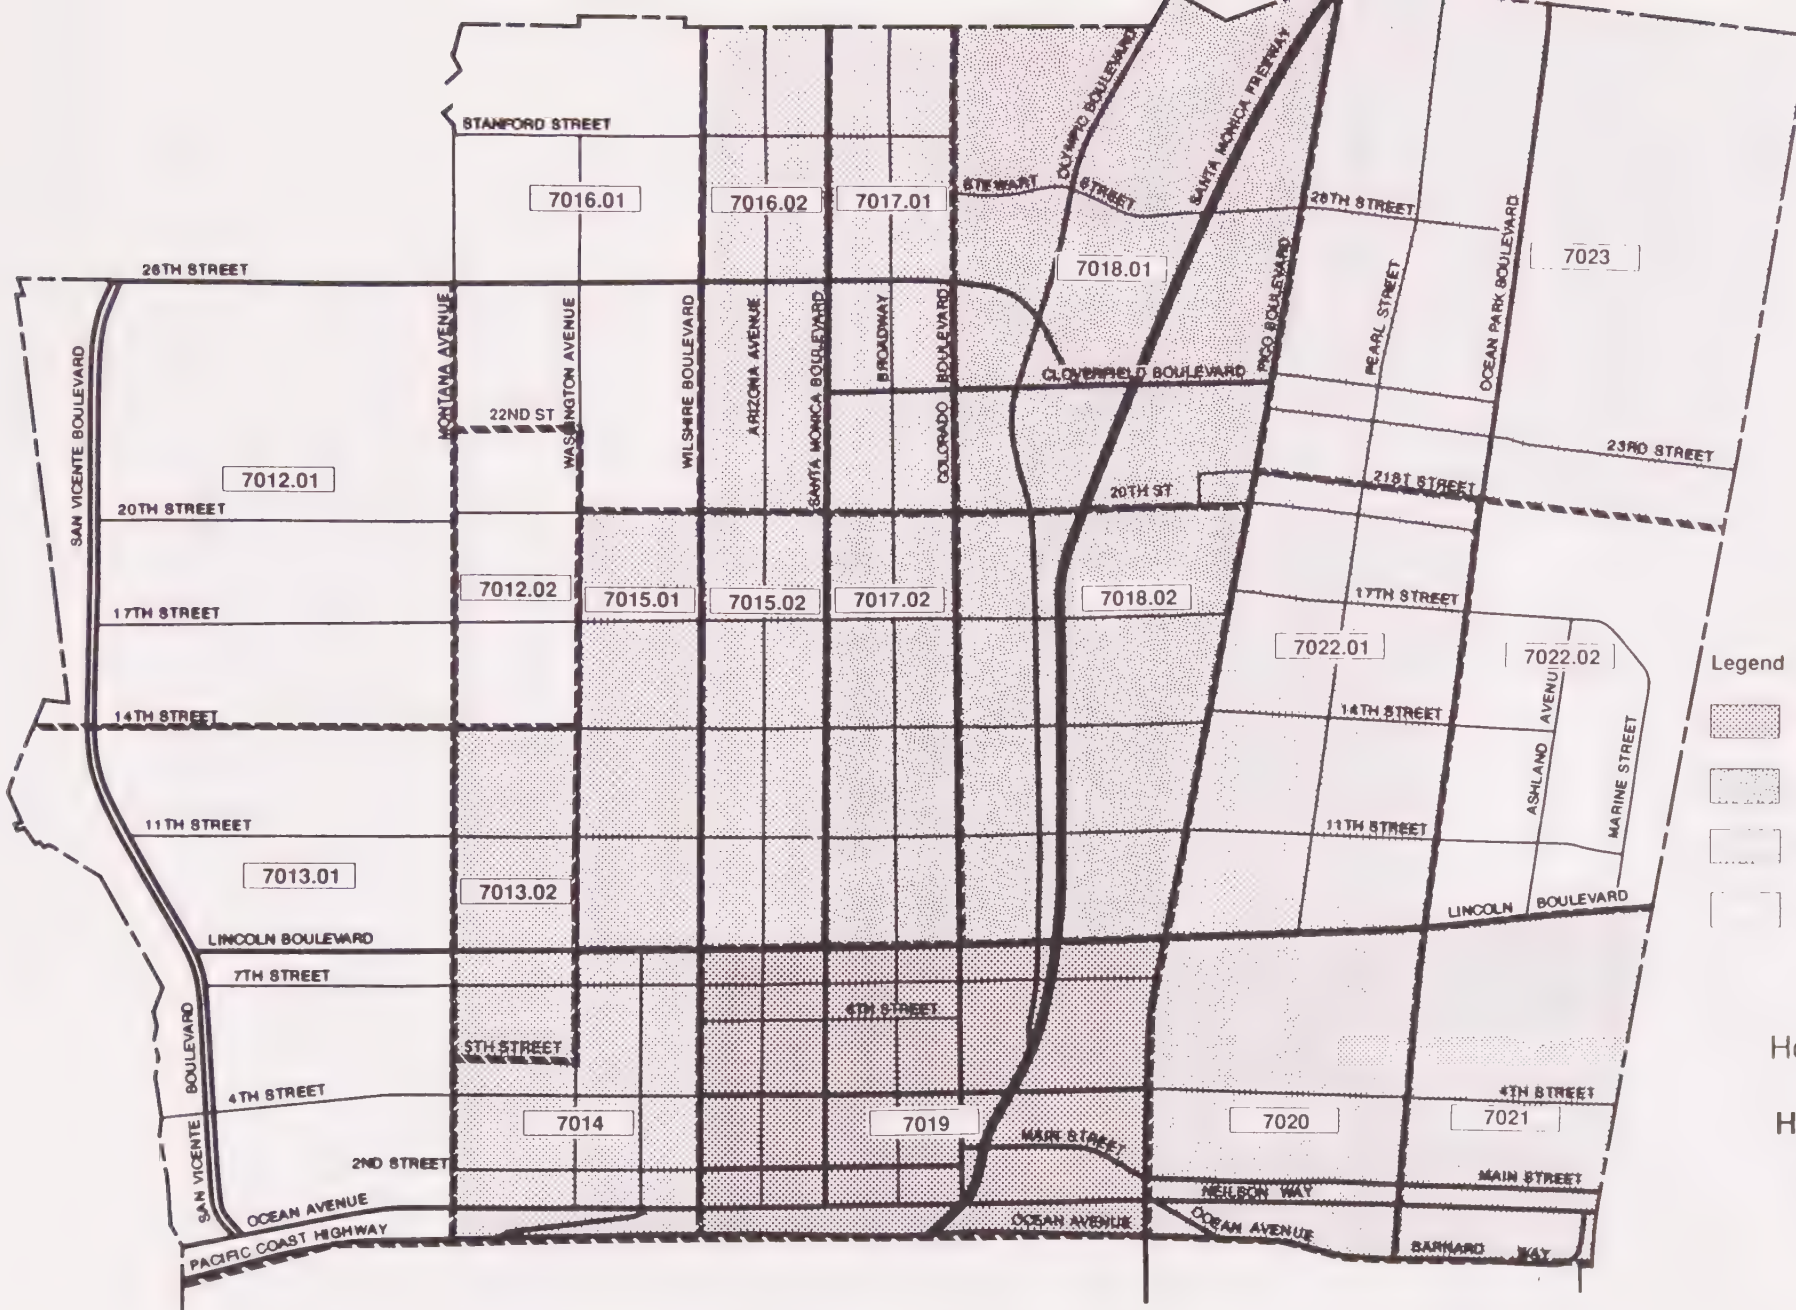 OLYMPIC BOULEVARD
SANTA MONICA FREEWAY
STANFORD STREET
STEWART STREET
28TH STREET
7016.01
7016.02
7017.01
7018.01
7023
26TH STREET
SAN VICENTE BOULEVARD
MONTANA AVENUE
WASHINGTON AVENUE
WILSHIRE BOULEVARD
ARIZONA AVENUE
SANTA MONICA BOULEVARD
BROADWAY
COLORADO BOULEVARD
PICO BOULEVARD
PEARL STREET
OCEAN PARK BOULEVARD
CLOVERFIELD BOULEVARD
22ND ST
23RD STREET
7012.01
21ST STREET
20TH ST
20TH STREET
7012.02
7015.01
7015.02
7017.02
7018.02
17TH STREET
17TH STREET
7022.01
7022.02
Legend
14TH STREET
14TH STREET
ASHLAND AVENUE
MARINE STREET
11TH STREET
11TH STREET
7013.01
7013.02
LINCOLN BOULEVARD
LINCOLN BOULEVARD
7TH STREET
6TH STREET
5TH STREET
SAN VICENTE BOULEVARD
4TH STREET
4TH STREET
7014
7019
7020
7021
MAIN STREET
2ND STREET
MAIN STREET
NEILSON WAY
OCEAN AVENUE
OCEAN AVENUE
OCEAN AVENUE
PACIFIC COAST HIGHWAY
BARNARD WAY